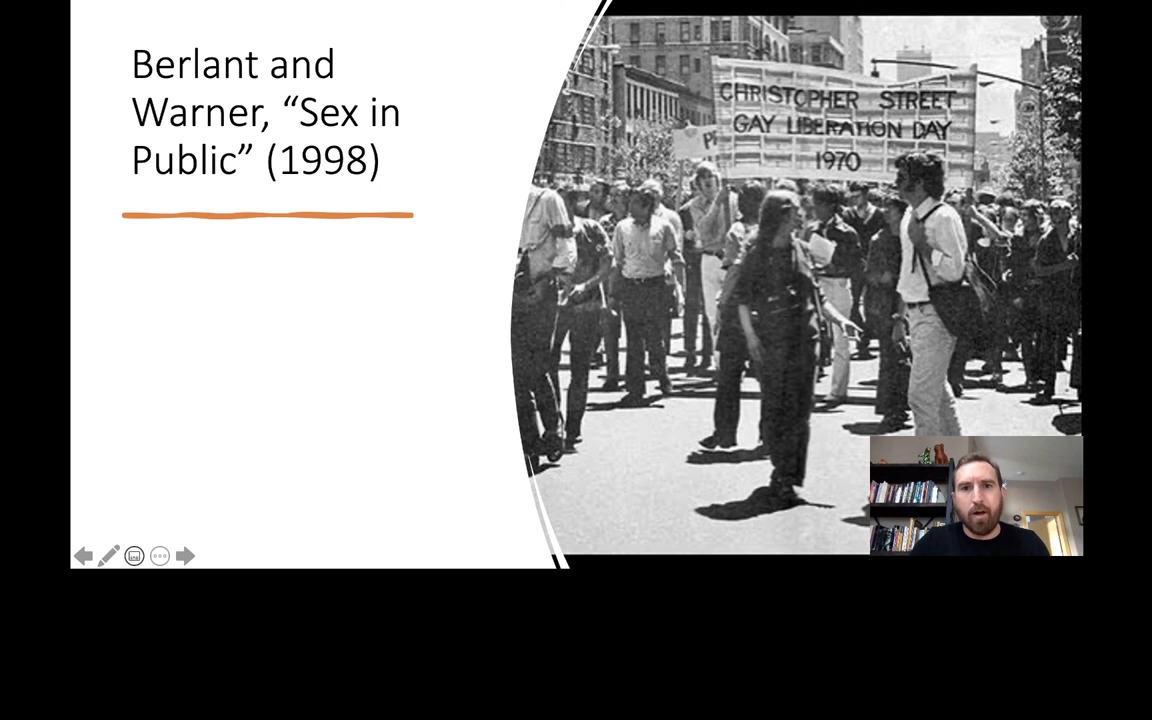 Berlant and
Warner, “Sex in
Public” (1998)
CHRISTOPHER STREET
GAY LIBERATION DAY
1970